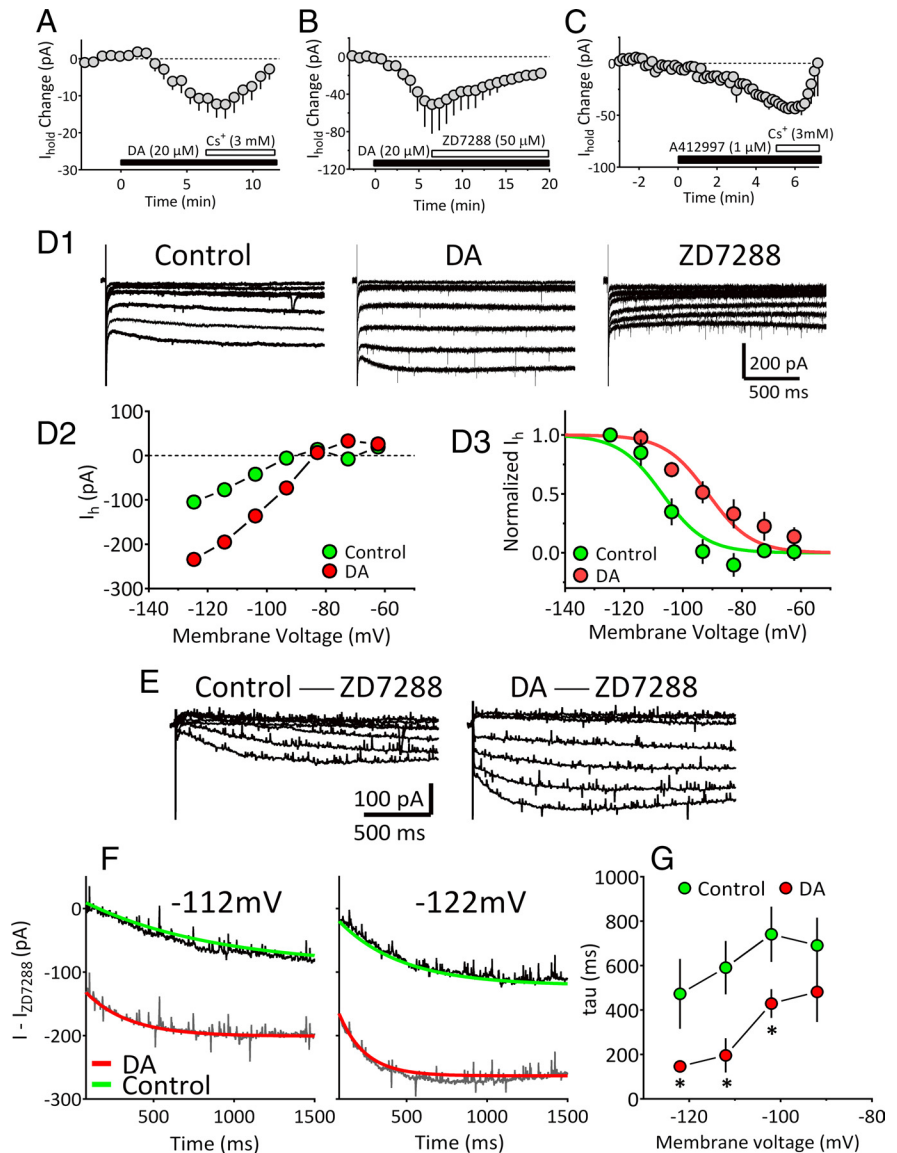 A
I_hold Change (pA)
0
-10
-20
-30
DA (20 µM)
Cs⁺ (3 mM)
0 5 10
Time (min)
B
I_hold Change (pA)
0
-40
-80
-120
DA (20 µM)
ZD7288 (50 µM)
0 5 10 15 20
Time (min)
C
I_hold Change (pA)
0
-50
-100
A412997 (1 µM)
Cs⁺ (3mM)
-2 0 2 4 6
Time (min)
D1
Control
DA
ZD7288
200 pA
500 ms
D2
I_h (pA)
100
0
-100
-200
-300
Control
DA
-140 -120 -100 -80 -60
Membrane Voltage (mV)
D3
Normalized I_h
1.0
0.5
0.0
Control
DA
-140 -120 -100 -80 -60
Membrane Voltage (mV)
E
Control — ZD7288
DA — ZD7288
100 pA
500 ms
F
I - I_ZD7288 (pA)
0
-100
-200
-300
-112mV
DA
Control
500 1000 1500
Time (ms)
-122mV
500 1000 1500
Time (ms)
G
tau (ms)
1000
800
600
400
200
0
Control DA
*
*
*
-120 -100 -80
Membrane voltage (mV)